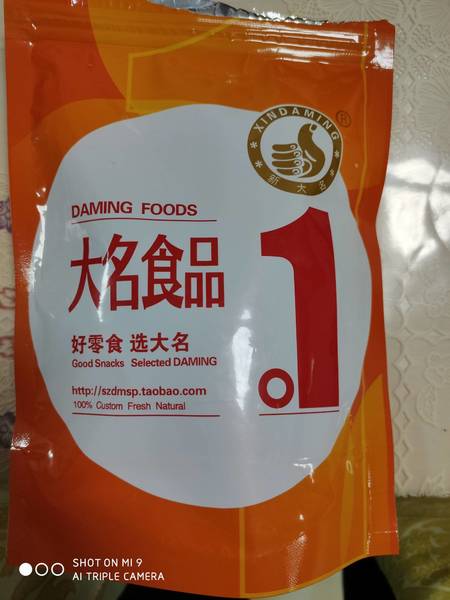 XINDAMING
®
新大名
DAMING FOODS
大名食品
1
好零食 选大名
Good Snacks Selected DAMING
http://szdmsp.taobao.com
100% Custom Fresh Natural
SHOT ON MI 9
AI TRIPLE CAMERA